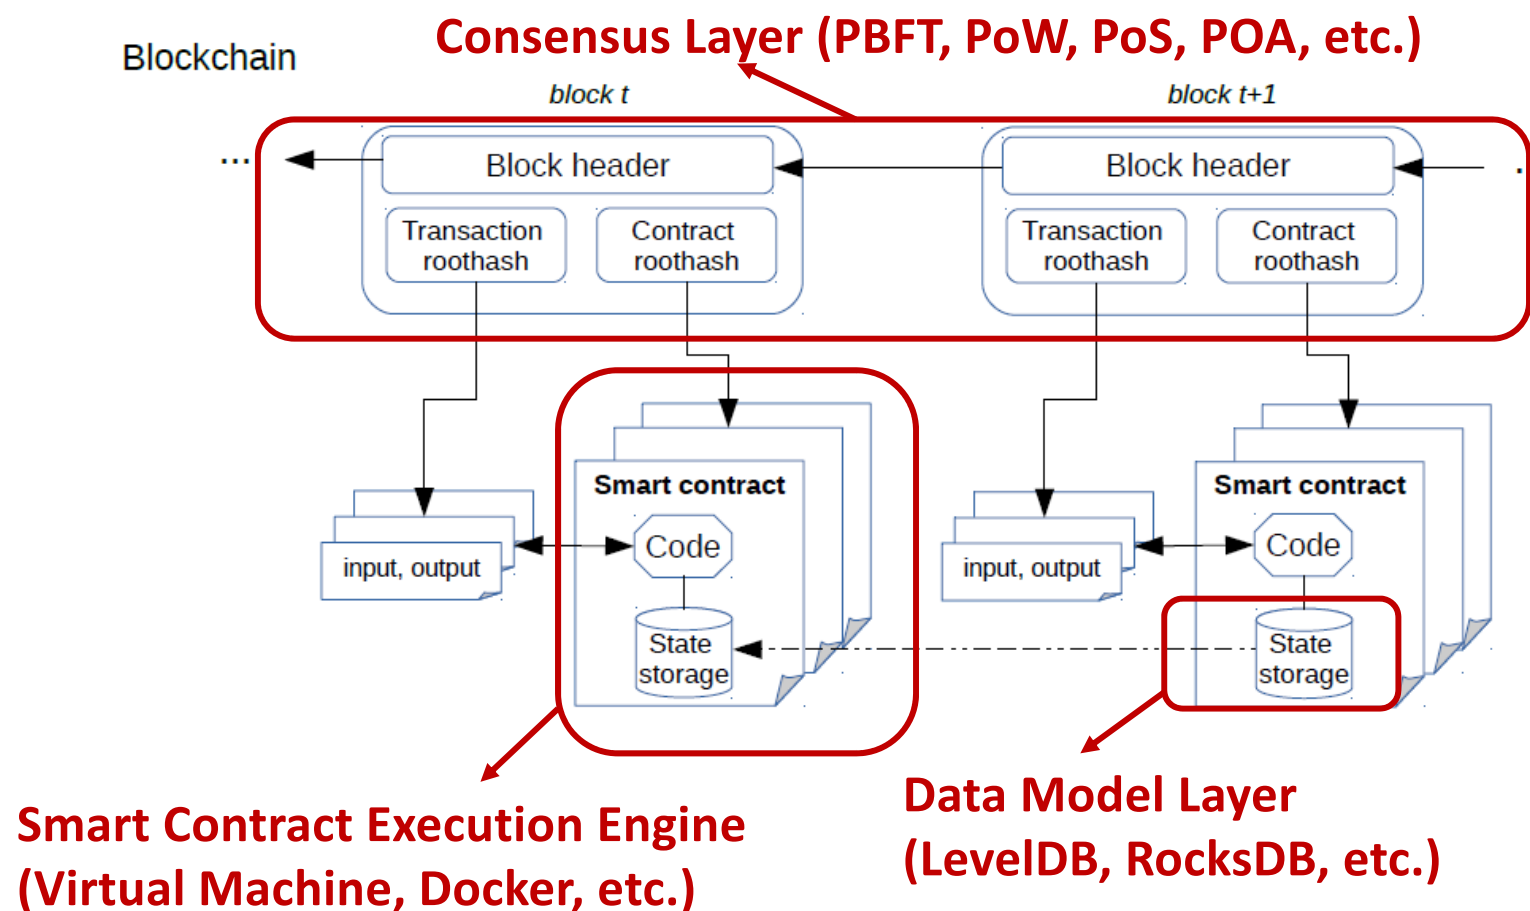 Consensus Layer (PBFT, PoW, PoS, POA, etc.)
Blockchain
block t
block t+1
...
Block header
Block header
.
Transaction
roothash
Contract
roothash
Transaction
roothash
Contract
roothash
Smart contract
Code
input, output
State
storage
Smart contract
Code
input, output
State
storage
Smart Contract Execution Engine
(Virtual Machine, Docker, etc.)
Data Model Layer
(LevelDB, RocksDB, etc.)